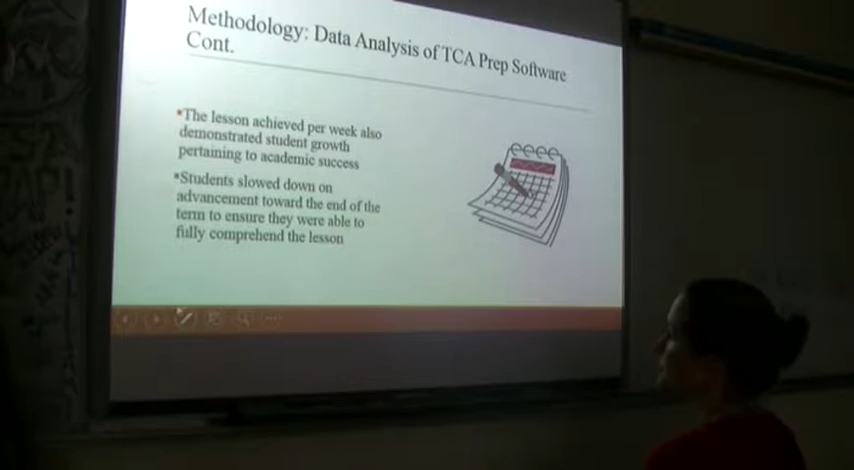 Methodology: Data Analysis of TCA Prep Software
Cont.
▪The lesson achieved per week also
demonstrated student growth
pertaining to academic success
▪Students slowed down on
advancement toward the end of the
term to ensure they were able to
fully comprehend the lesson